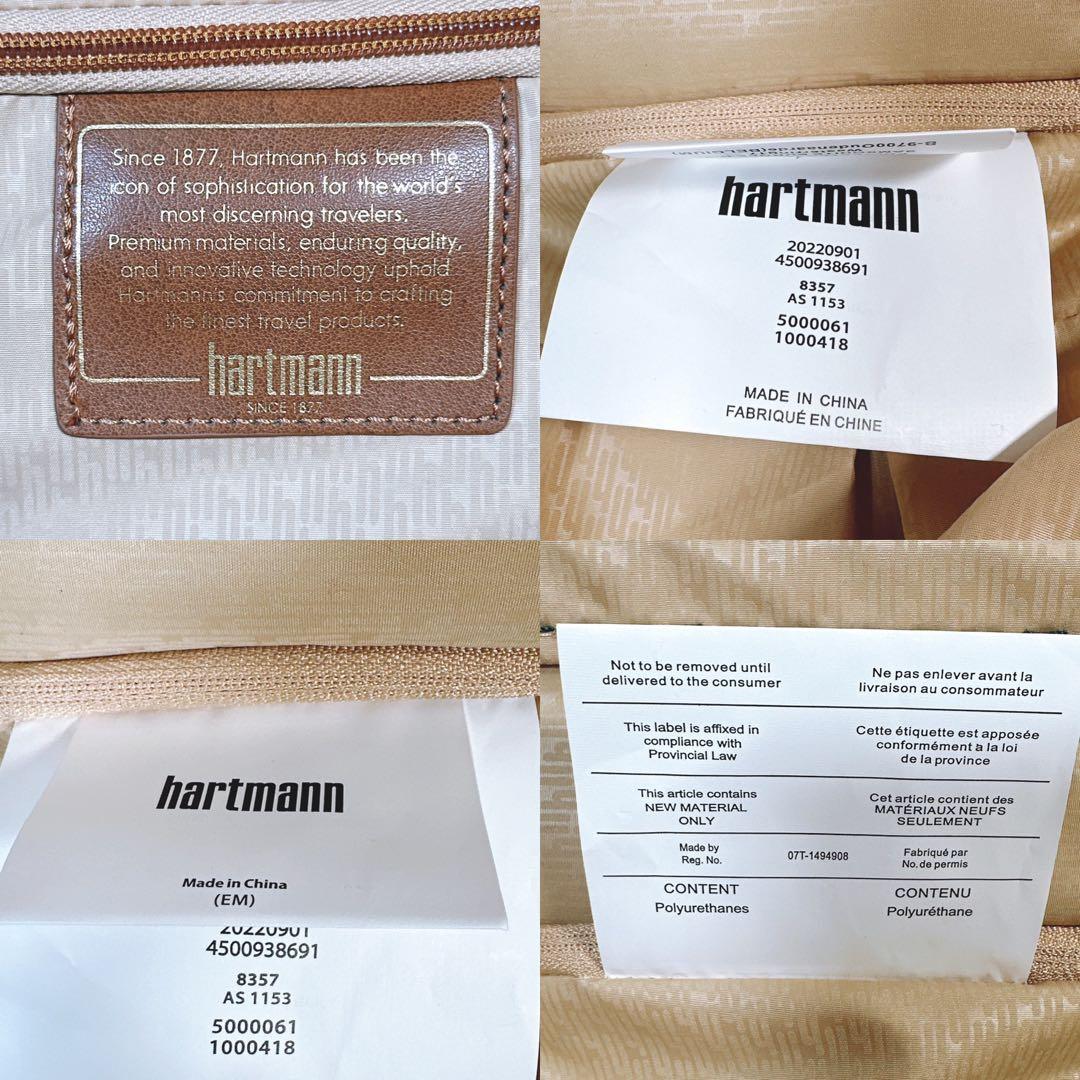 Since 1877, Hartmann has been the
icon of sophistication for the world's
most discerning travelers.
Premium materials, enduring quality,
and innovative technology uphold
Hartmann's commitment to crafting
the finest travel products.
hartmann
SINCE 1877
hartmann
20220901
4500938691
8357
AS 1153
5000061
1000418
MADE IN CHINA
FABRIQUÉ EN CHINE
hartmann
Made in China
(EM)
20220901
4500938691
8357
AS 1153
5000061
1000418
Not to be removed until
delivered to the consumer
Ne pas enlever avant la
livraison au consommateur
This label is affixed in
compliance with
Provincial Law
Cette étiquette est apposée
conformément a la loi
de la province
This article contains
NEW MATERIAL
ONLY
Cet article contient des
MATÉRIAUX NEUFS
SEULEMENT
Made by
Reg. No.
07T-1494908
Fabriqué par
No. de permis
CONTENT
Polyurethanes
CONTENU
Polyuréthane